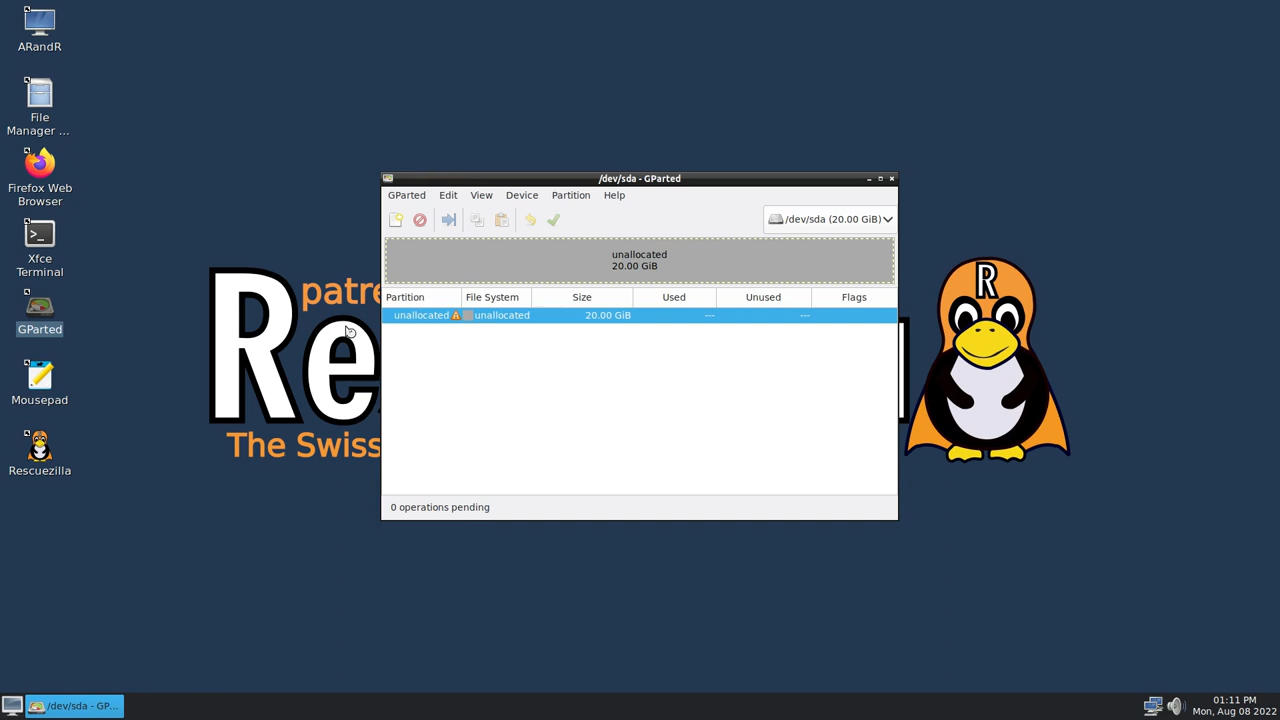 ARandR
File
Manager ...
Firefox Web
Browser
Xfce
Terminal
GParted
Mousepad
Rescuezilla
patre
Re
The Swiss
R
/dev/sda - GParted
GParted Edit View Device Partition Help
/dev/sda (20.00 GiB)
unallocated
20.00 GiB
Partition File System Size Used Unused Flags
unallocated unallocated 20.00 GiB --- ---
0 operations pending
/dev/sda - GP...
01:11 PM
Mon, Aug 08 2022